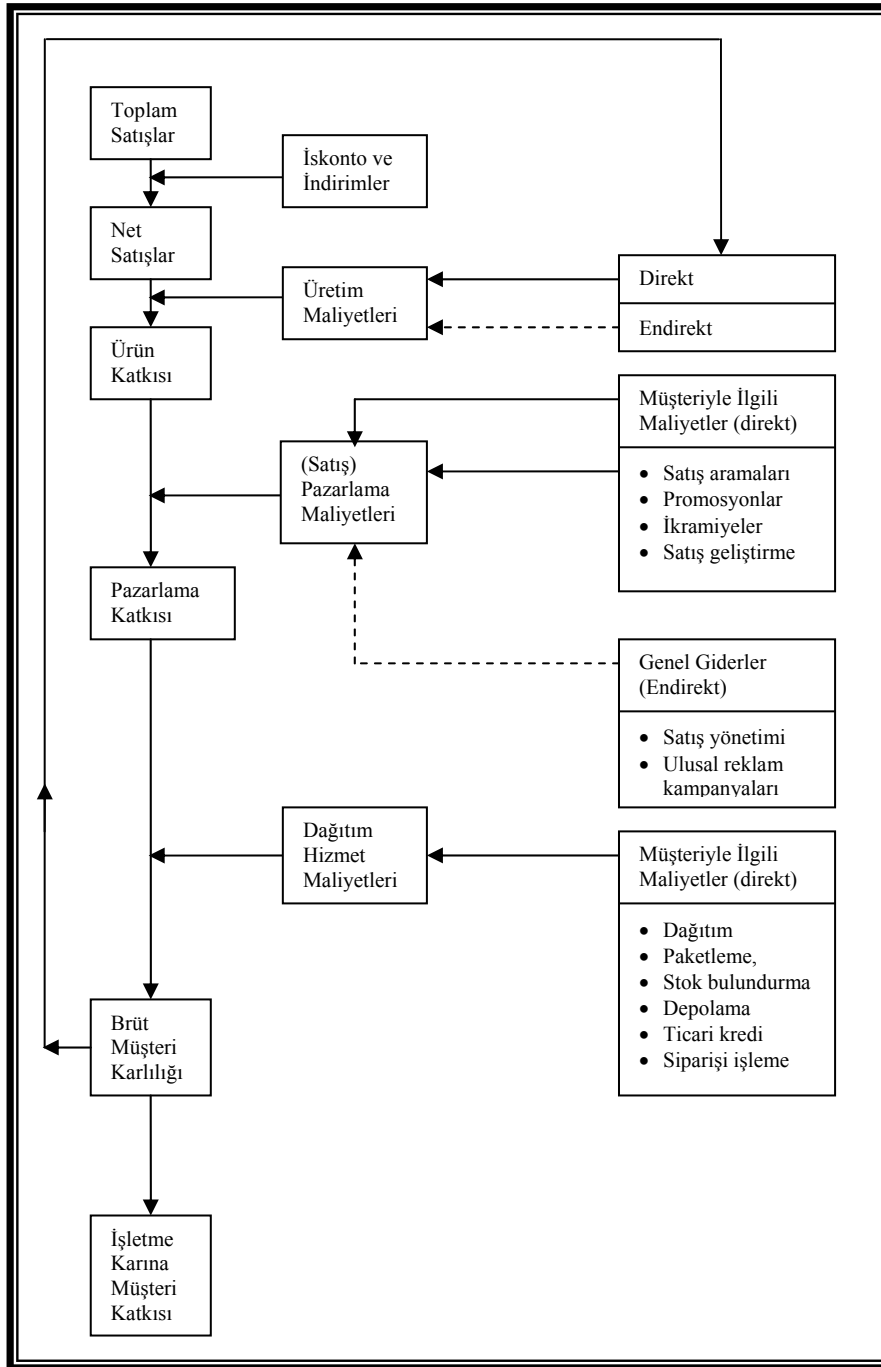 Toplam
Satışlar
İskonto ve
İndirimler
Net
Satışlar
Üretim
Maliyetleri
Direkt
Endirekt
Ürün
Katkısı
Müşteriyle İlgili
Maliyetler (direkt)
• Satış aramaları
• Promosyonlar
• İkramiyeler
• Satış geliştirme
(Satış)
Pazarlama
Maliyetleri
Pazarlama
Katkısı
Genel Giderler
(Endirekt)
• Satış yönetimi
• Ulusal reklam
kampanyaları
Dağıtım
Hizmet
Maliyetleri
Müşteriyle İlgili
Maliyetler (direkt)
• Dağıtım
• Paketleme,
• Stok bulundurma
• Depolama
• Ticari kredi
• Siparişi işleme
Brüt
Müşteri
Karlılığı
İşletme
Karına
Müşteri
Katkısı